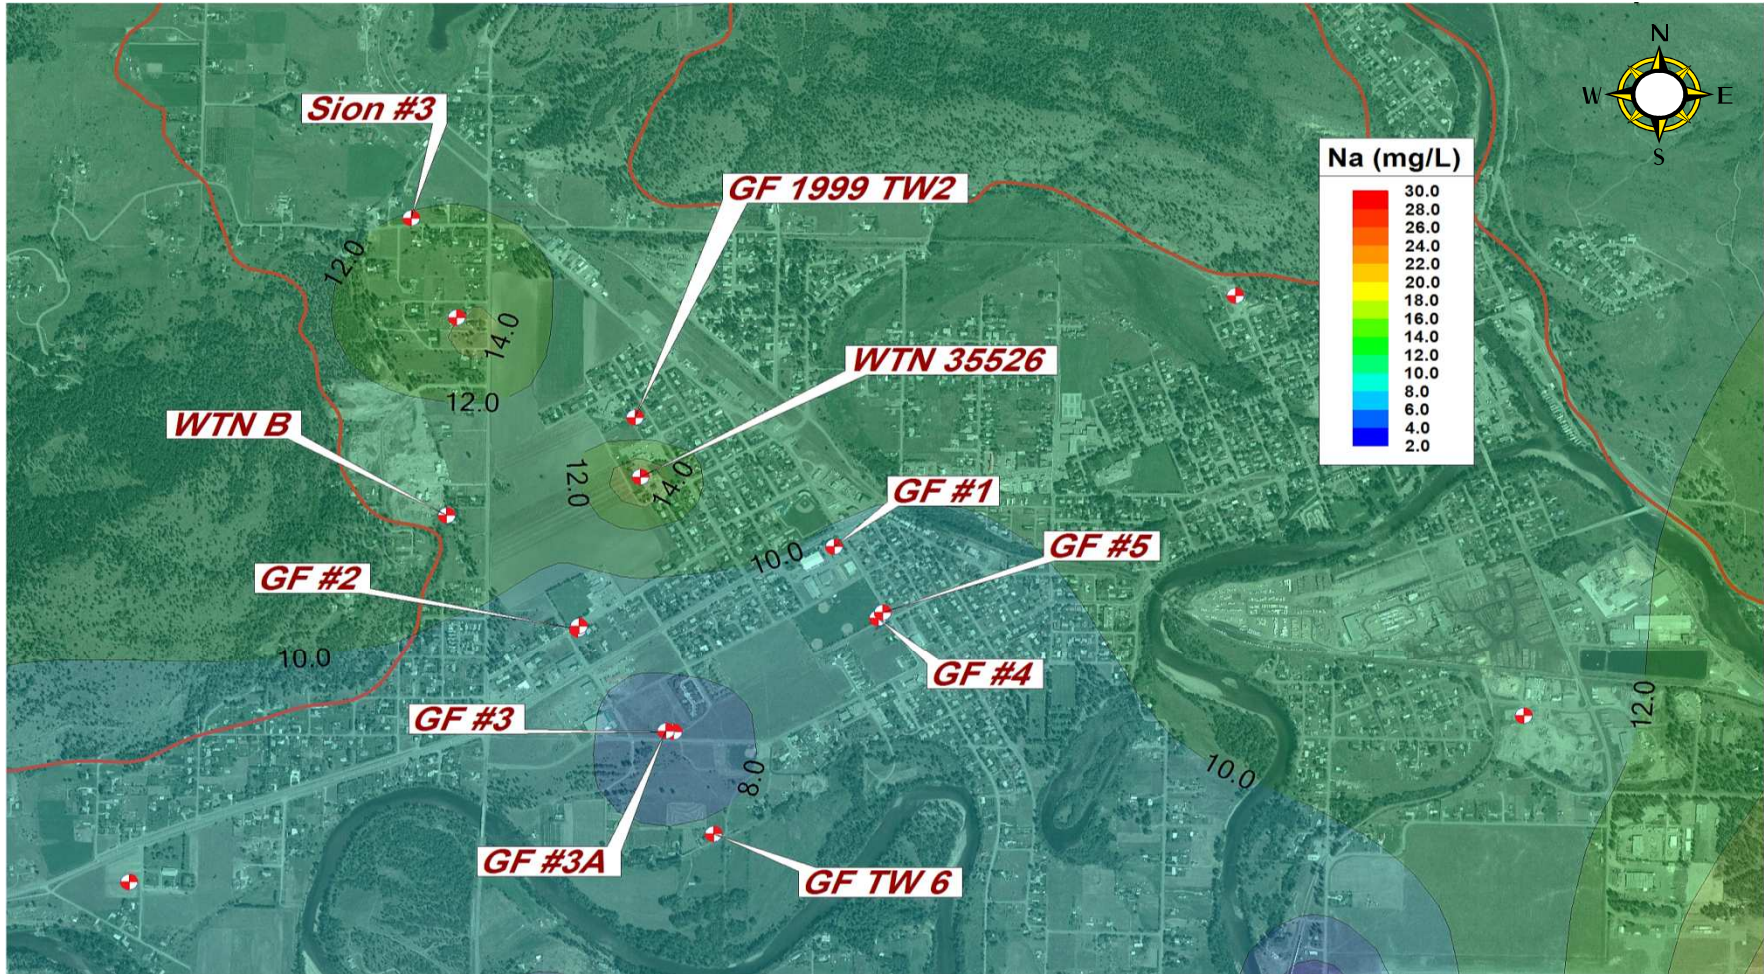 N
W E
S
Sion #3
Na (mg/L)
30.0
28.0
26.0
24.0
22.0
20.0
18.0
16.0
14.0
12.0
10.0
8.0
6.0
4.0
2.0
GF 1999 TW2
12.0
14.0
12.0
WTN 35526
WTN B
12.0
14.0
GF #1
10.0
GF #5
GF #2
10.0
GF #4
GF #3
8.0
10.0
12.0
GF #3A
GF TW 6